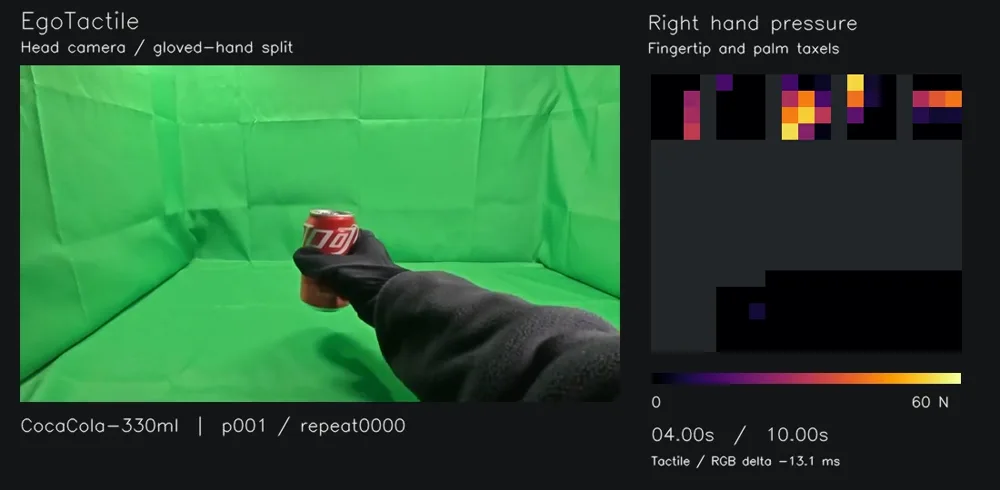 EgoTactile
Head camera / gloved-hand split
CocaCola-330ml | p001 / repeat0000
Right hand pressure
Fingertip and palm taxels
0
60 N
04.00s / 10.00s
Tactile / RGB delta -13.1 ms